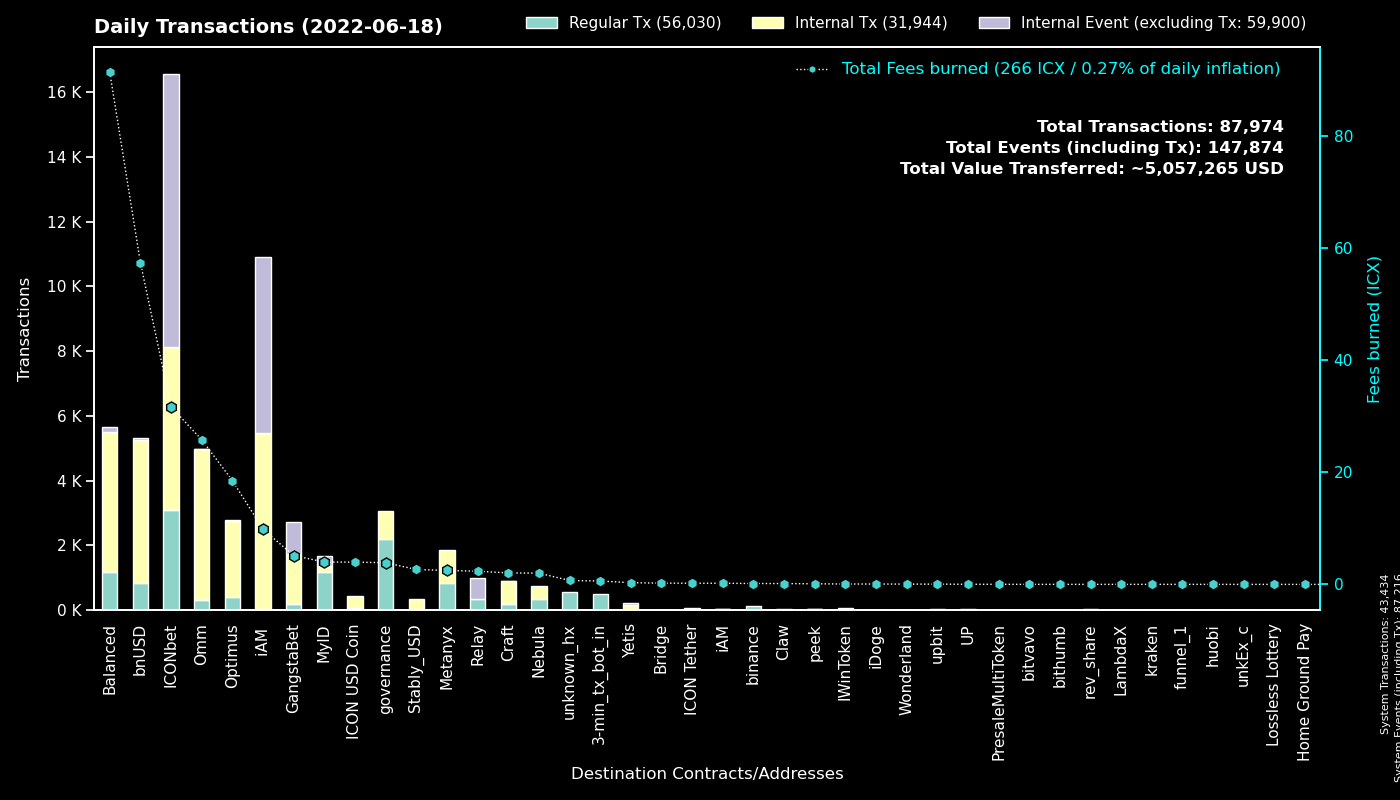 Daily Transactions (2022-06-18)
Regular Tx (56,030)
Internal Tx (31,944)
Internal Event (excluding Tx: 59,900)
Total Fees burned (266 ICX / 0.27% of daily inflation)
Total Transactions: 87,974
Total Events (including Tx): 147,874
Total Value Transferred: ~5,057,265 USD
Transactions
16 K
14 K
12 K
10 K
8 K
6 K
4 K
2 K
0 K
80
60
40
20
0
Fees burned (ICX)
Balanced
bnUSD
ICONbet
Omm
Optimus
iAM
GangstaBet
MyID
ICON USD Coin
governance
Stably_USD
Metanyx
Relay
Craft
Nebula
unknown_hx
3-min_tx_bot_in
Yetis
Bridge
ICON Tether
iAM
binance
Claw
peek
IWinToken
iDoge
Wonderland
upbit
UP
PresaleMultiToken
bitvavo
bithumb
rev_share
LambdaX
kraken
funnel_1
huobi
unkEx_c
Lossless Lottery
Home Ground Pay
Destination Contracts/Addresses
System Transactions: 43,434
System Events (including Tx): 87,216